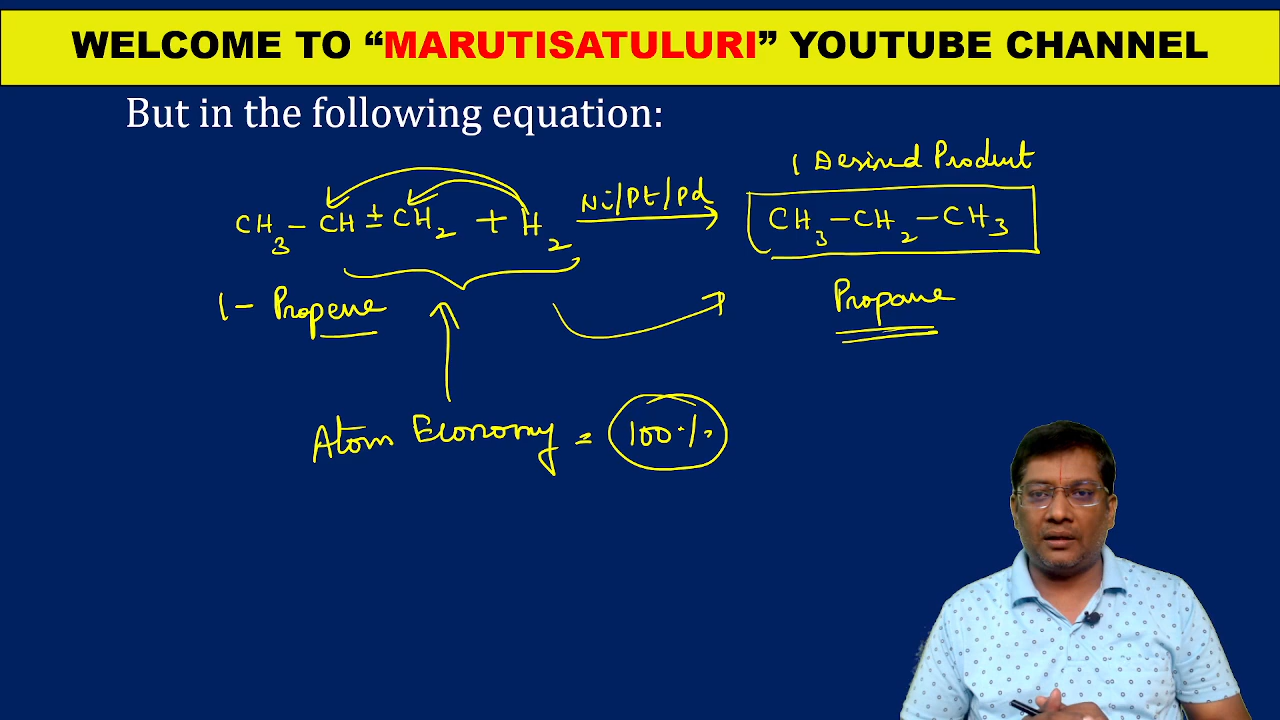 WELCOME TO “MARUTISATULURI” YOUTUBE CHANNEL
But in the following equation:
1 Desired Product
CH3 – CH = CH2 + H2 Ni/Pt/Pd → CH3 – CH2 – CH3
1 – Propene
Propane
Atom Economy = 100%